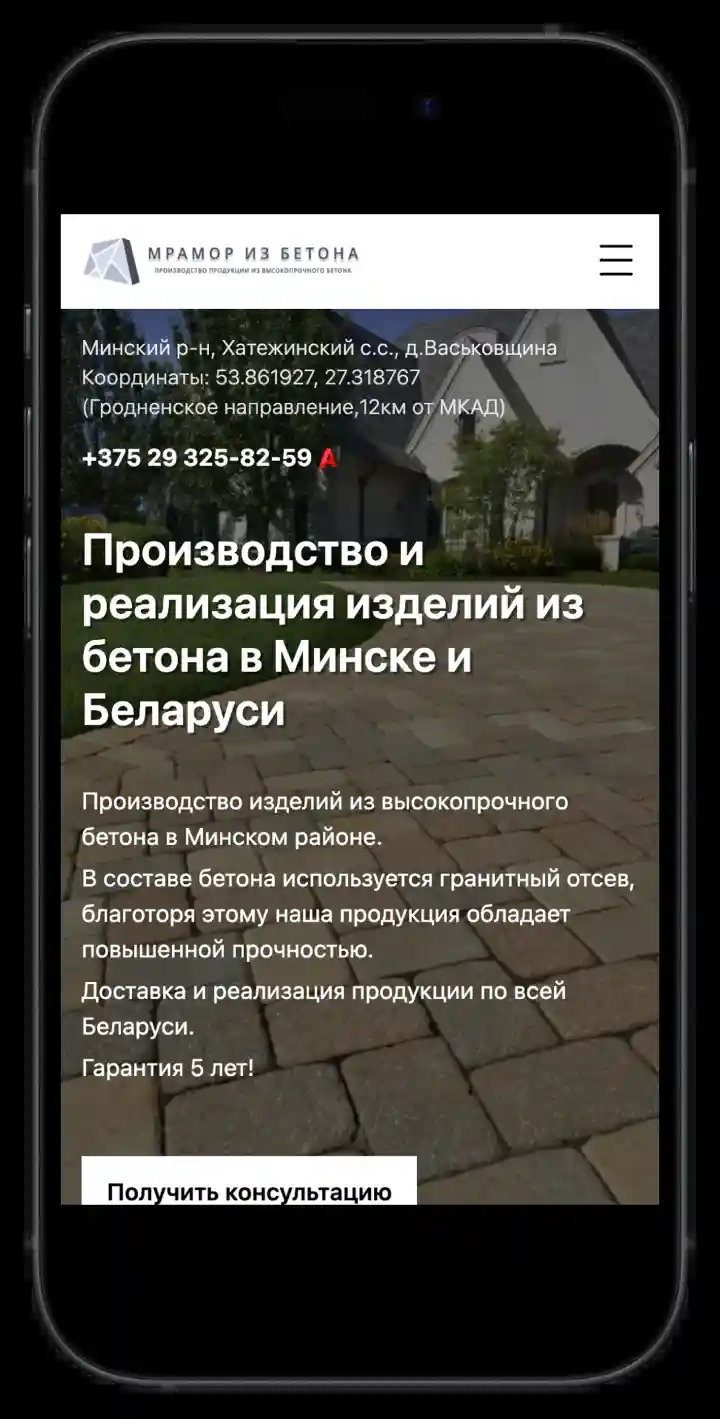 МРАМОР ИЗ БЕТОНА
ПРОИЗВОДСТВО ПРОДУКЦИИ ИЗ ВЫСОКОПРОЧНОГО БЕТОНА
Минский р-н, Хатежинский с.с., д.Васьковщина
Координаты: 53.861927, 27.318767
(Гродненское направление,12км от МКАД)
+375 29 325-82-59 A
Производство и
реализация изделий из
бетона в Минске и
Беларуси
Производство изделий из высокопрочного
бетона в Минском районе.
В составе бетона используется гранитный отсев,
благоторя этому наша продукция обладает
повышенной прочностью.
Доставка и реализация продукции по всей
Беларуси.
Гарантия 5 лет!
Получить консультацию